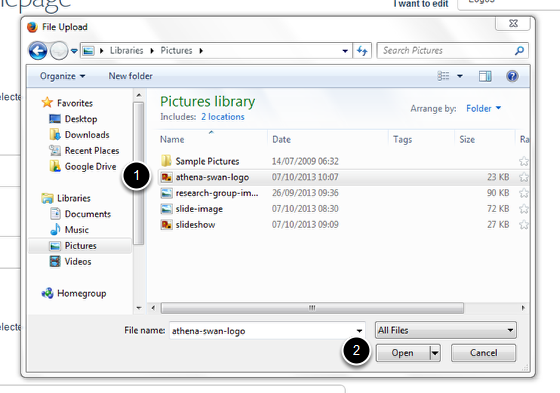 epage
I want to edit
Logos
File Upload
Libraries
Pictures
Search Pictures
Organize
New folder
Favorites
Desktop
Downloads
Recent Places
Google Drive
Libraries
Documents
Music
Pictures
Videos
Homegroup
Pictures library
Includes: 2 locations
Arrange by: Folder
Name Date Tags Size Ra
Sample Pictures 14/07/2009 06:32
athena-swan-logo 07/10/2013 10:07 23 KB
research-group-im... 26/09/2013 09:36 90 KB
slide-image 07/10/2013 08:30 72 KB
slideshow 07/10/2013 09:09 27 KB
1
electe
electe
File name: athena-swan-logo
All Files
2
Open
Cancel